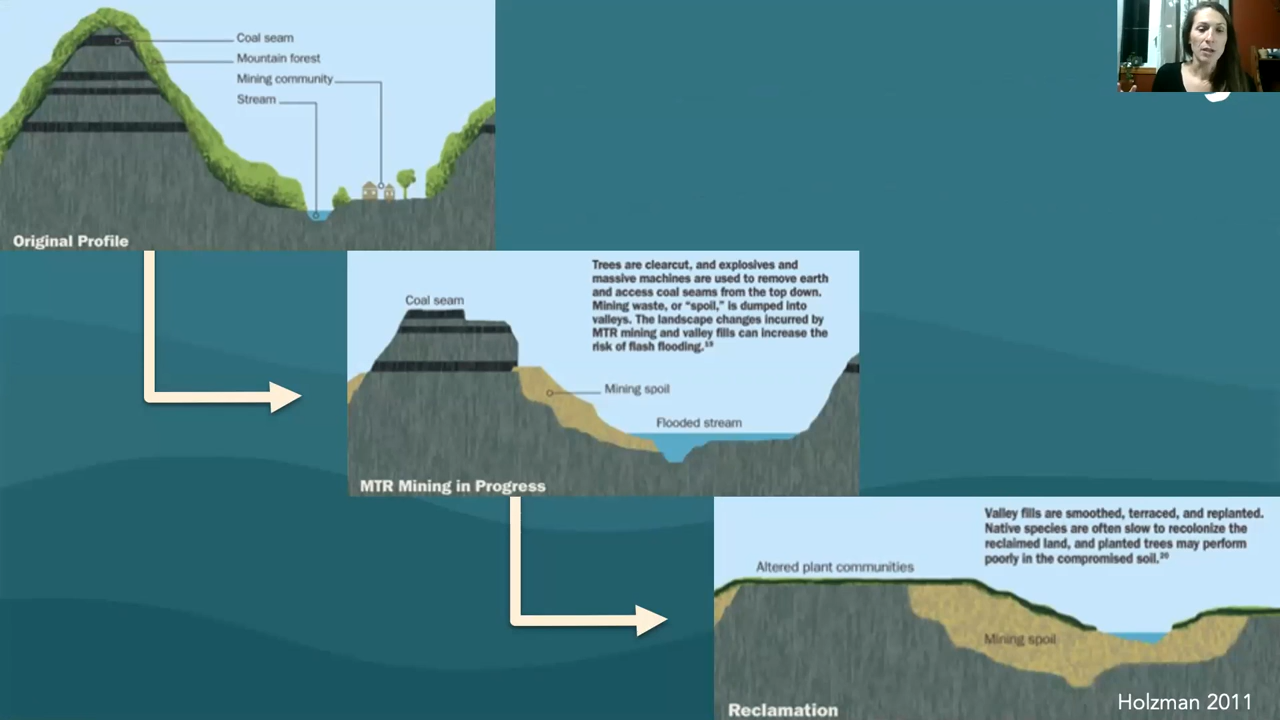 Coal seam
Mountain forest
Mining community
Stream
Original Profile
Trees are clearcut, and explosives and
massive machines are used to remove earth
and access coal seams from the top down.
Mining waste, or “spoil,” is dumped into
valleys. The landscape changes incurred by
MTR mining and valley fills can increase the
risk of flash flooding.¹⁹
Coal seam
Mining spoil
Flooded stream
MTR Mining in Progress
Valley fills are smoothed, terraced, and replanted.
Native species are often slow to recolonize the
reclaimed land, and planted trees may perform
poorly in the compromised soil.²⁰
Altered plant communities
Mining spoil
Reclamation
Holzman 2011